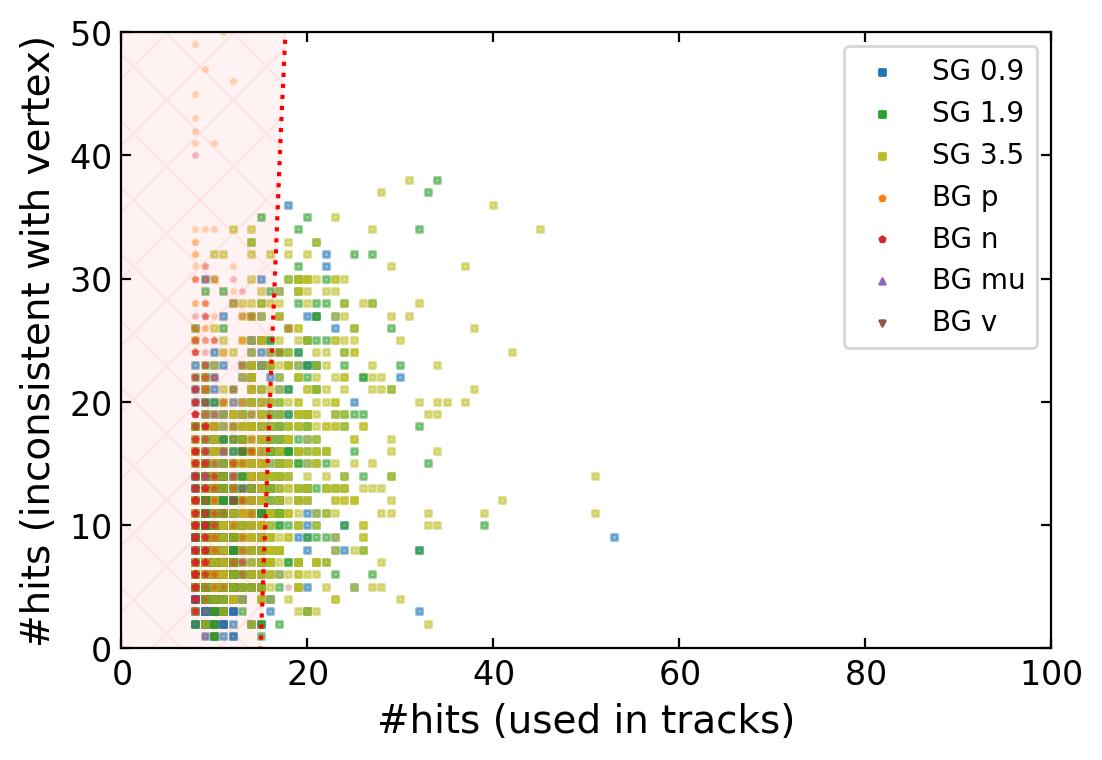 50
40
30
20
10
0
#hits (inconsistent with vertex)
0 20 40 60 80 100
#hits (used in tracks)
SG 0.9
SG 1.9
SG 3.5
BG p
BG n
BG mu
BG v